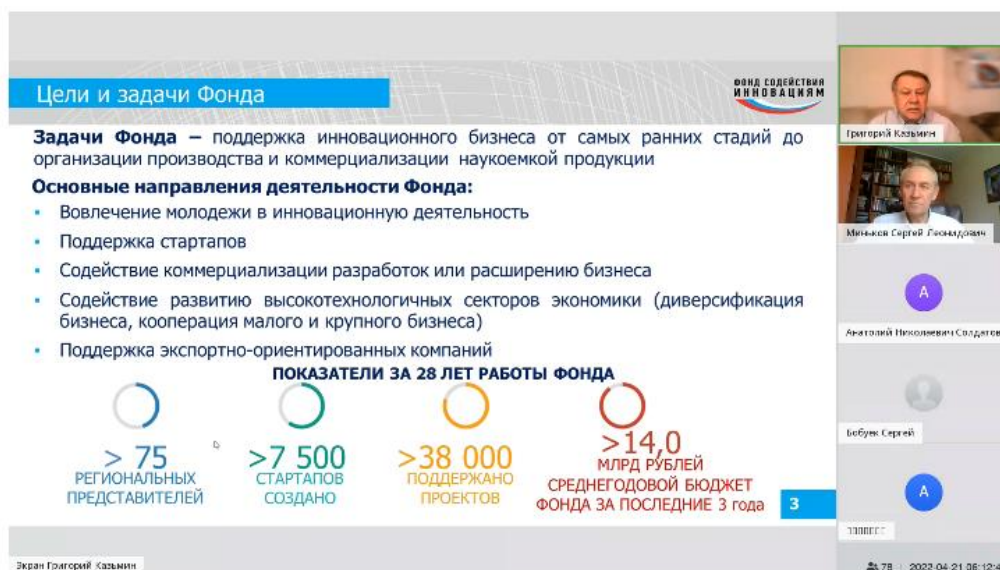 Цели и задачи Фонда
ФОНД СОДЕЙСТВИЯ
ИННОВАЦИЯМ
Задачи Фонда – поддержка инновационного бизнеса от самых ранних стадий до
организации производства и коммерциализации наукоемкой продукции
Основные направления деятельности Фонда:
▪ Вовлечение молодежи в инновационную деятельность
▪ Поддержка стартапов
▪ Содействие коммерциализации разработок или расширению бизнеса
▪ Содействие развитию высокотехнологичных секторов экономики (диверсификация
бизнеса, кооперация малого и крупного бизнеса)
▪ Поддержка экспортно-ориентированных компаний
ПОКАЗАТЕЛИ ЗА 28 ЛЕТ РАБОТЫ ФОНДА
> 75
РЕГИОНАЛЬНЫХ
ПРЕДСТАВИТЕЛЕЙ
>7 500
СТАРТАПОВ
СОЗДАНО
>38 000
ПОДДЕРЖАНО
ПРОЕКТОВ
>14,0
МЛРД РУБЛЕЙ
СРЕДНЕГОДОВОЙ БЮДЖЕТ
ФОНДА ЗА ПОСЛЕДНИЕ 3 года
3
Экран Григорий Казьмин
Григорий Казьмин
Миньков Сергей Леонидович
А
Анатолий Николаевич Солдатов
Бобуек Сергей
А
78 2022-04-21 06:12:4